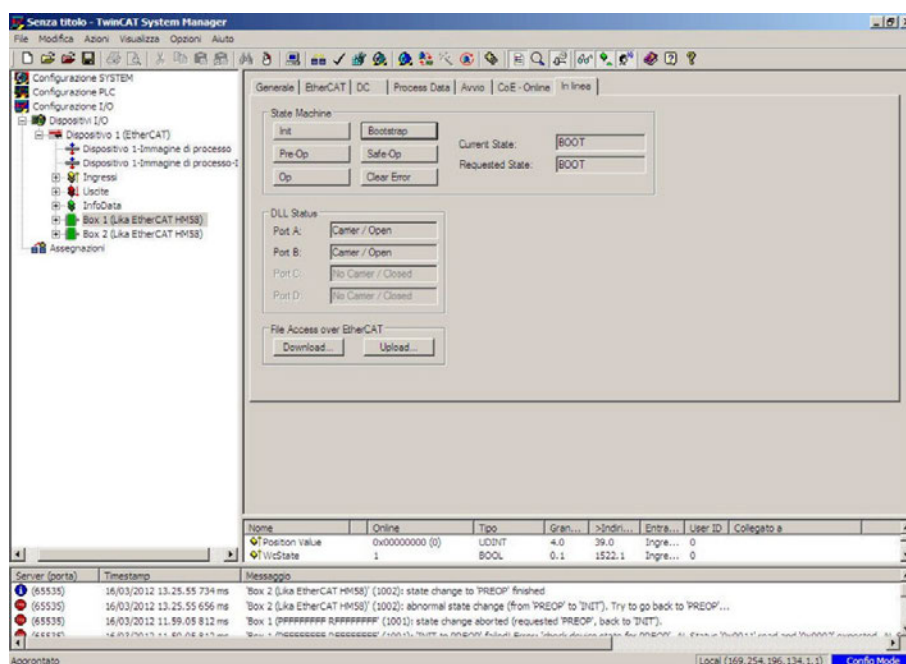 Senza titolo - TwinCAT System Manager
File Modifica Azioni Visualizza Opzioni Aiuto
Configurazione SYSTEM
Configurazione PLC
Configurazione I/O
Dispositivi I/O
Dispositivo 1 (EtherCAT)
Dispositivo 1-Immagine di processo
Dispositivo 1-Immagine di processo-I
Ingressi
Uscite
InfoData
Box 1 (Lika EtherCAT HM58)
Box 2 (Lika EtherCAT HM58)
Assegnazioni
Generale EtherCAT DC Process Data Avvio CoE - Online In linea
State Machine
Init Bootstrap
Pre-Op Safe-Op
Op Clear Error
Current State: BOOT
Requested State: BOOT
DLL Status
Port A: Carrier / Open
Port B: Carrier / Open
Port C: No Carrier / Closed
Port D: No Carrier / Closed
File Access over EtherCAT
Download... Upload...
Nome Online Tipo Gran... >Indiri... Entra... User ID Collegato a
Position Value 0x00000000 (0) UDINT 4.0 39.0 Ingre... 0
WcState 1 BOOL 0.1 1522.1 Ingre... 0
Server (porta) Timestamp Messaggio
(65535) 16/03/2012 13.25.55 734 ms 'Box 2 (Lika EtherCAT HM58)' (1002): state change to 'PREOP' finished
(65535) 16/03/2012 13.25.55 656 ms 'Box 2 (Lika EtherCAT HM58)' (1002): abnormal state change (from 'PREOP' to 'INIT'). Try to go back to 'PREOP'...
(65535) 16/03/2012 11.59.05 812 ms 'Box 1 (PFFFFFFFF RFFFFFFFF)' (1001): state change aborted (requested 'PREOP', back to 'INIT').
Approntato Local (169.254.196.134.1.1) Config Mode